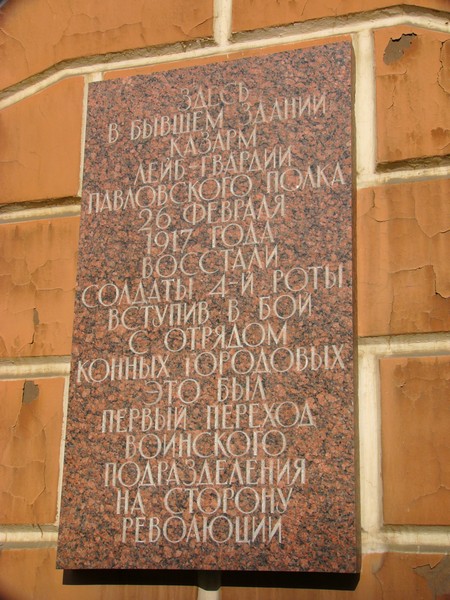 ЗДЕСЬ
В БЫВШЕМ ЗДАНИИ
КАЗАРМ
ЛЕЙБ-ГВАРДИИ
ПАВЛОВСКОГО ПОЛКА
26 ФЕВРАЛЯ
1917 ГОДА
ВОССТАЛИ
СОЛДАТЫ 4-Й РОТЫ
ВСТУПИВ В БОЙ
С ОТРЯДОМ
КОННЫХ ГОРОДОВЫХ
ЭТО БЫЛ
ПЕРВЫЙ ПЕРЕХОД
ВОИНСКОГО
ПОДРАЗДЕЛЕНИЯ
НА СТОРОНУ
РЕВОЛЮЦИИ